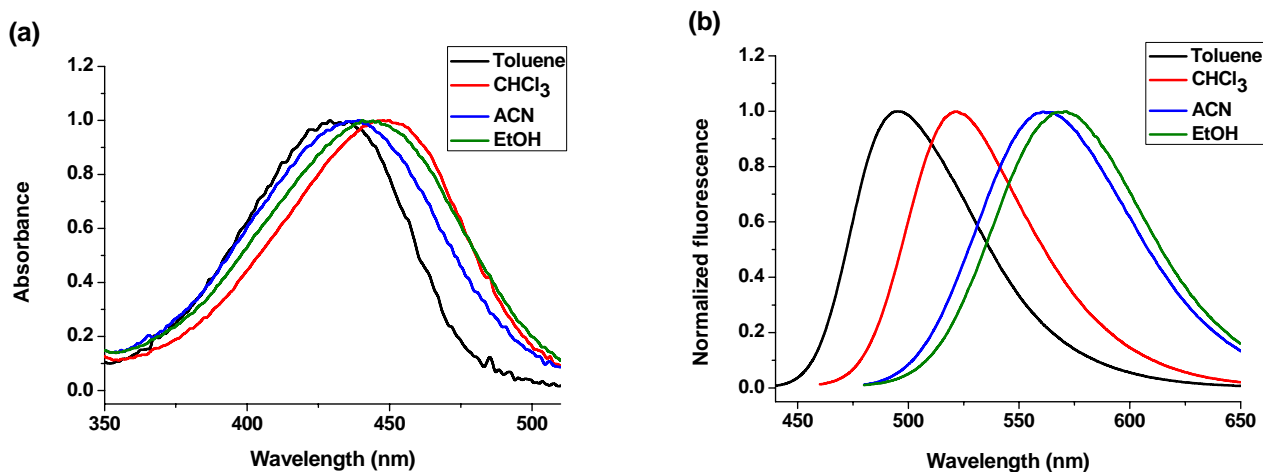 (a)
Toluene
CHCl3
ACN
EtOH
1.2
1.0
0.8
0.6
0.4
0.2
0.0
Absorbance
350
400
450
500
Wavelength (nm)
(b)
Toluene
CHCl3
ACN
EtOH
1.2
1.0
0.8
0.6
0.4
0.2
0.0
Normalized fluorescence
450
500
550
600
650
Wavelength (nm)